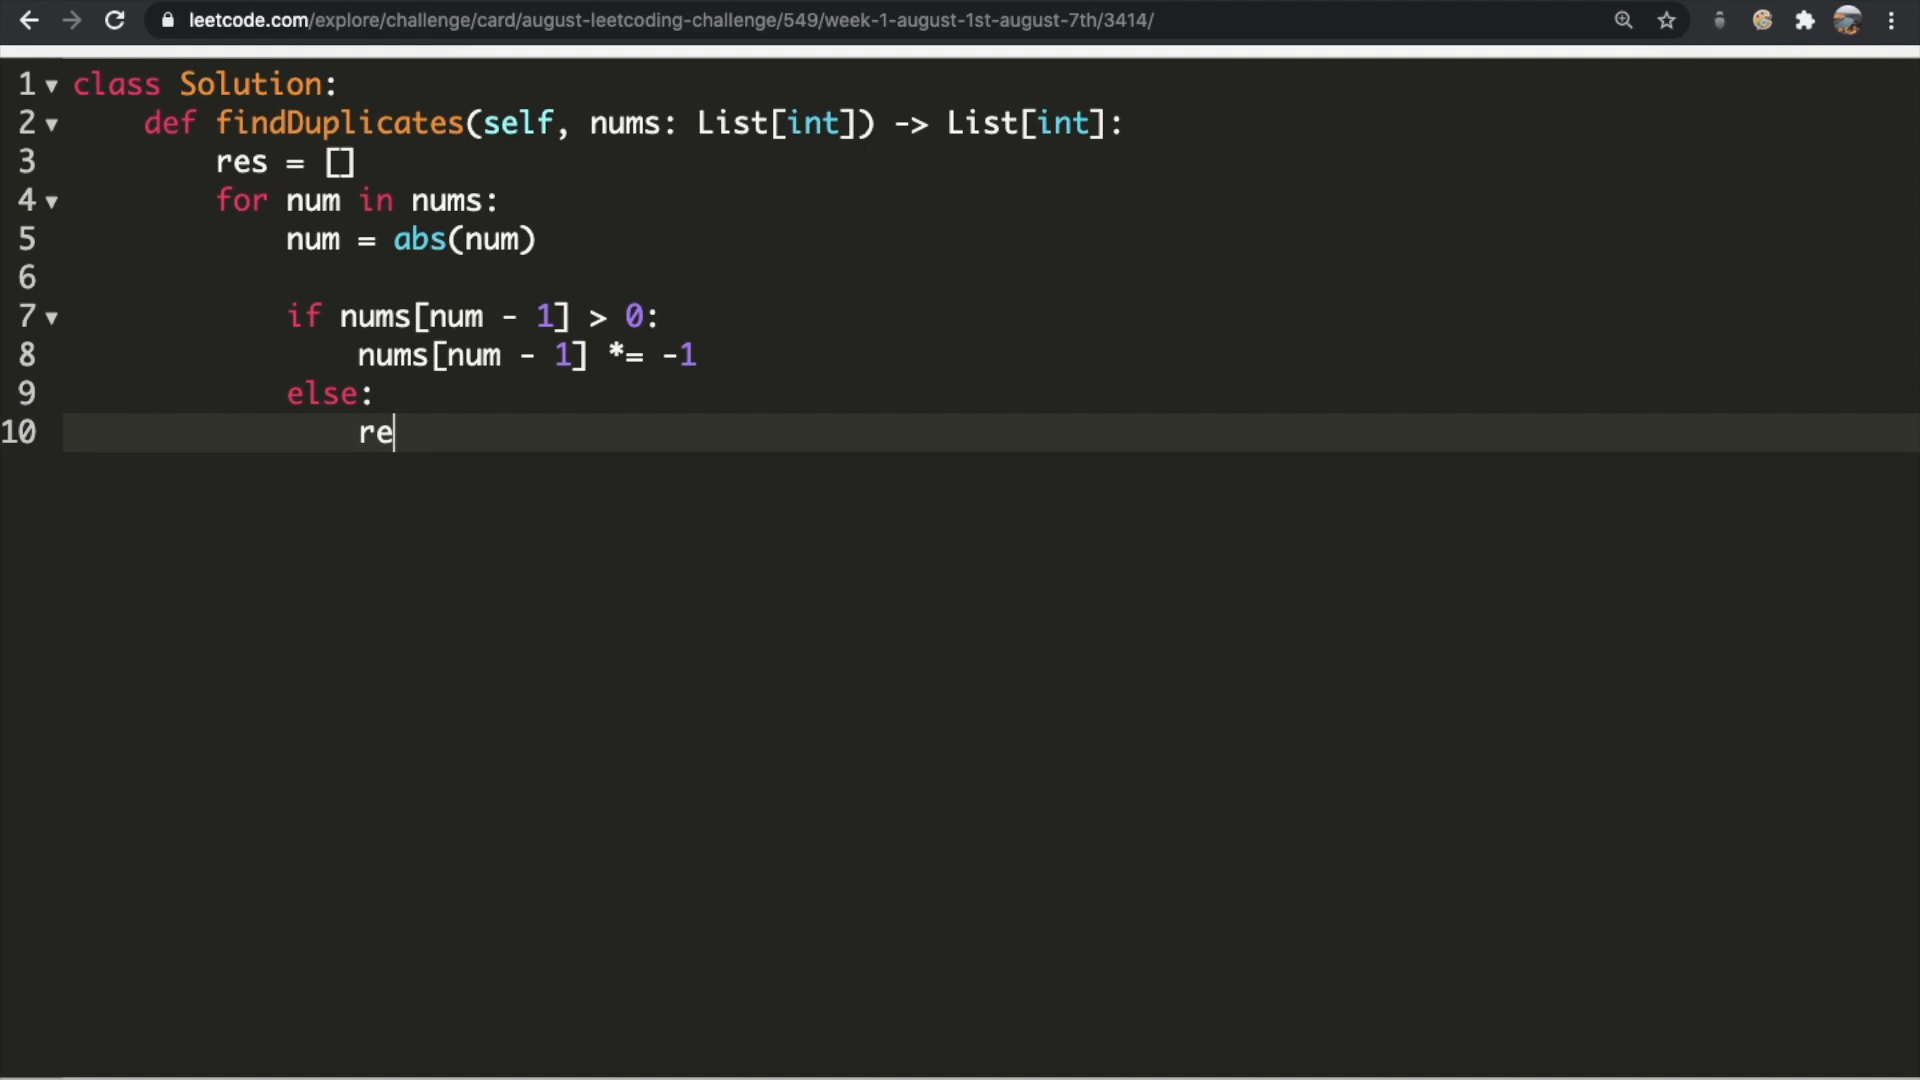 leetcode.com/explore/challenge/card/august-leetcoding-challenge/549/week-1-august-1st-august-7th/3414/
1 class Solution:
2 def findDuplicates(self, nums: List[int]) -> List[int]:
3 res = []
4 for num in nums:
5 num = abs(num)
6
7 if nums[num - 1] > 0:
8 nums[num - 1] *= -1
9 else:
10 re